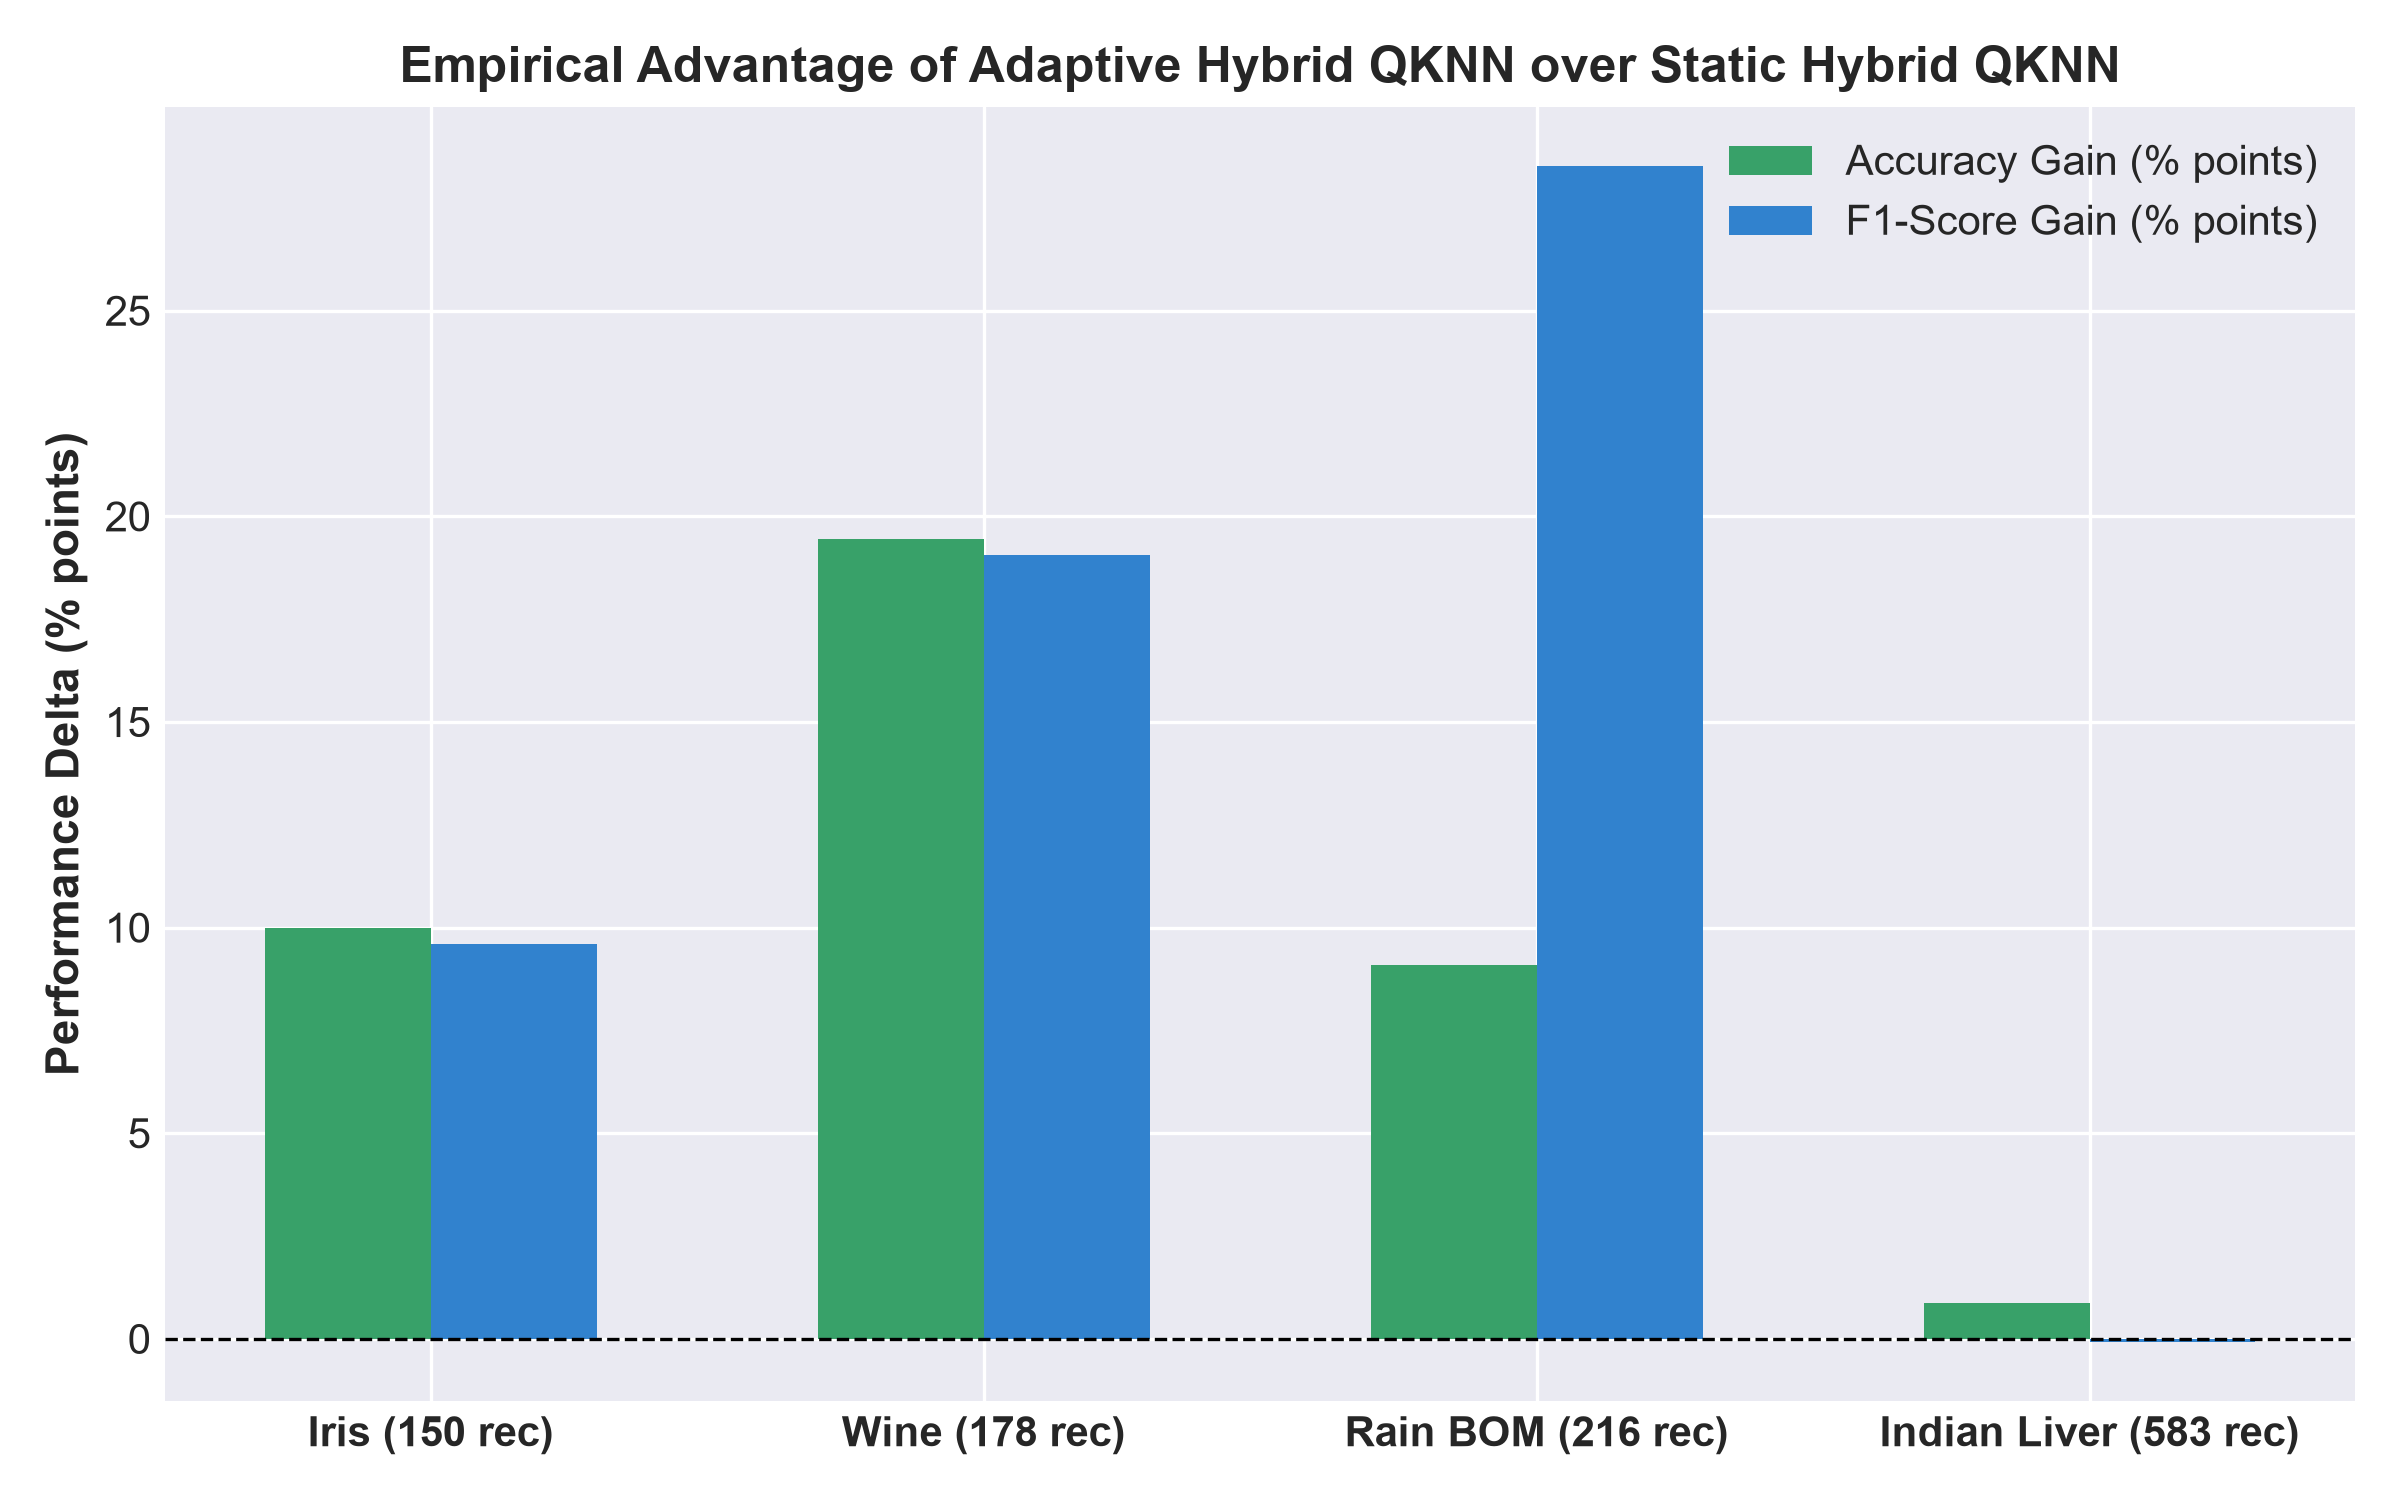 Empirical Advantage of Adaptive Hybrid QKNN over Static Hybrid QKNN
Accuracy Gain (% points)
F1-Score Gain (% points)
Performance Delta (% points)
25
20
15
10
5
0
Iris (150 rec)
Wine (178 rec)
Rain BOM (216 rec)
Indian Liver (583 rec)